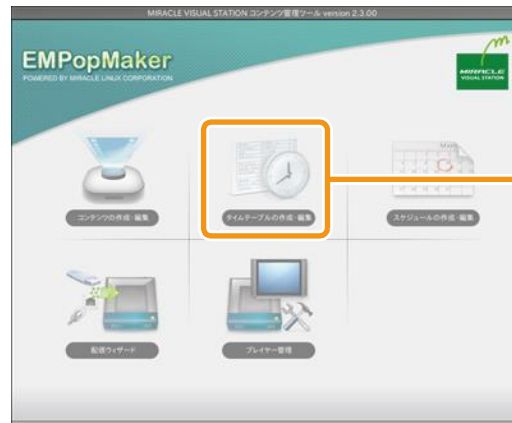 MIRACLE VISUAL STATION コンテンツ管理ツール version 2.3.00
EMPopMaker
POWERED BY MIRACLE LINUX CORPORATION
m
MIRACLE
VISUAL STATION
コンテンツの作成・編集
タイムテーブルの作成・編集
スケジュールの作成・編集
配信ウィザード
プレイヤー管理